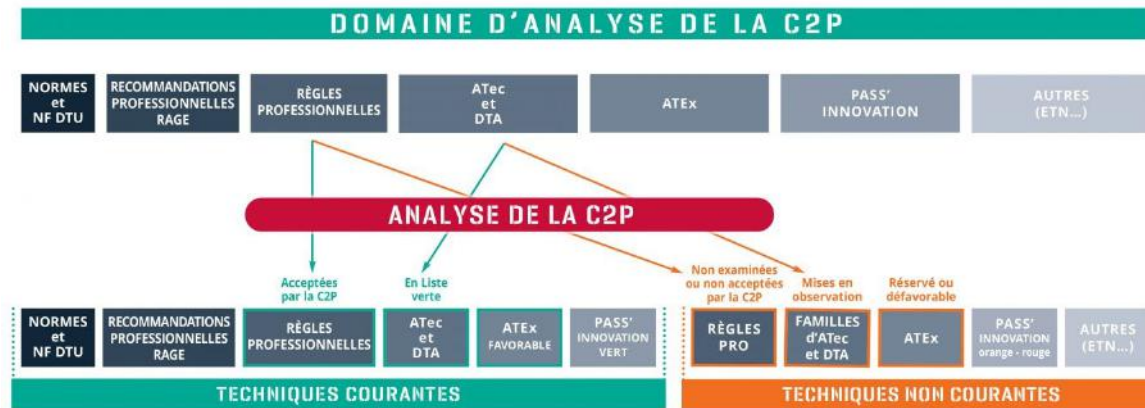 DOMAINE D'ANALYSE DE LA C2P
NORMES
et
NF DTU
RECOMMANDATIONS
PROFESSIONNELLES
RAGE
RÈGLES
PROFESSIONNELLES
ATec
et
DTA
ATEx
PASS'
INNOVATION
AUTRES
(ETN...)
ANALYSE DE LA C2P
Acceptées
par la C2P
En Liste
verte
Non examinées
ou non acceptées
par la C2P
Mises en
observation
Réservé ou
défavorable
NORMES
et
NF DTU
RECOMMANDATIONS
PROFESSIONNELLES
RAGE
RÈGLES
PROFESSIONNELLES
ATec
et
DTA
ATEx
FAVORABLE
PASS'
INNOVATION
VERT
RÈGLES
PRO
FAMILLES
d'ATec
et DTA
ATEx
PASS'
INNOVATION
orange - rouge
AUTRES
(ETN...)
TECHNIQUES COURANTES
TECHNIQUES NON COURANTES